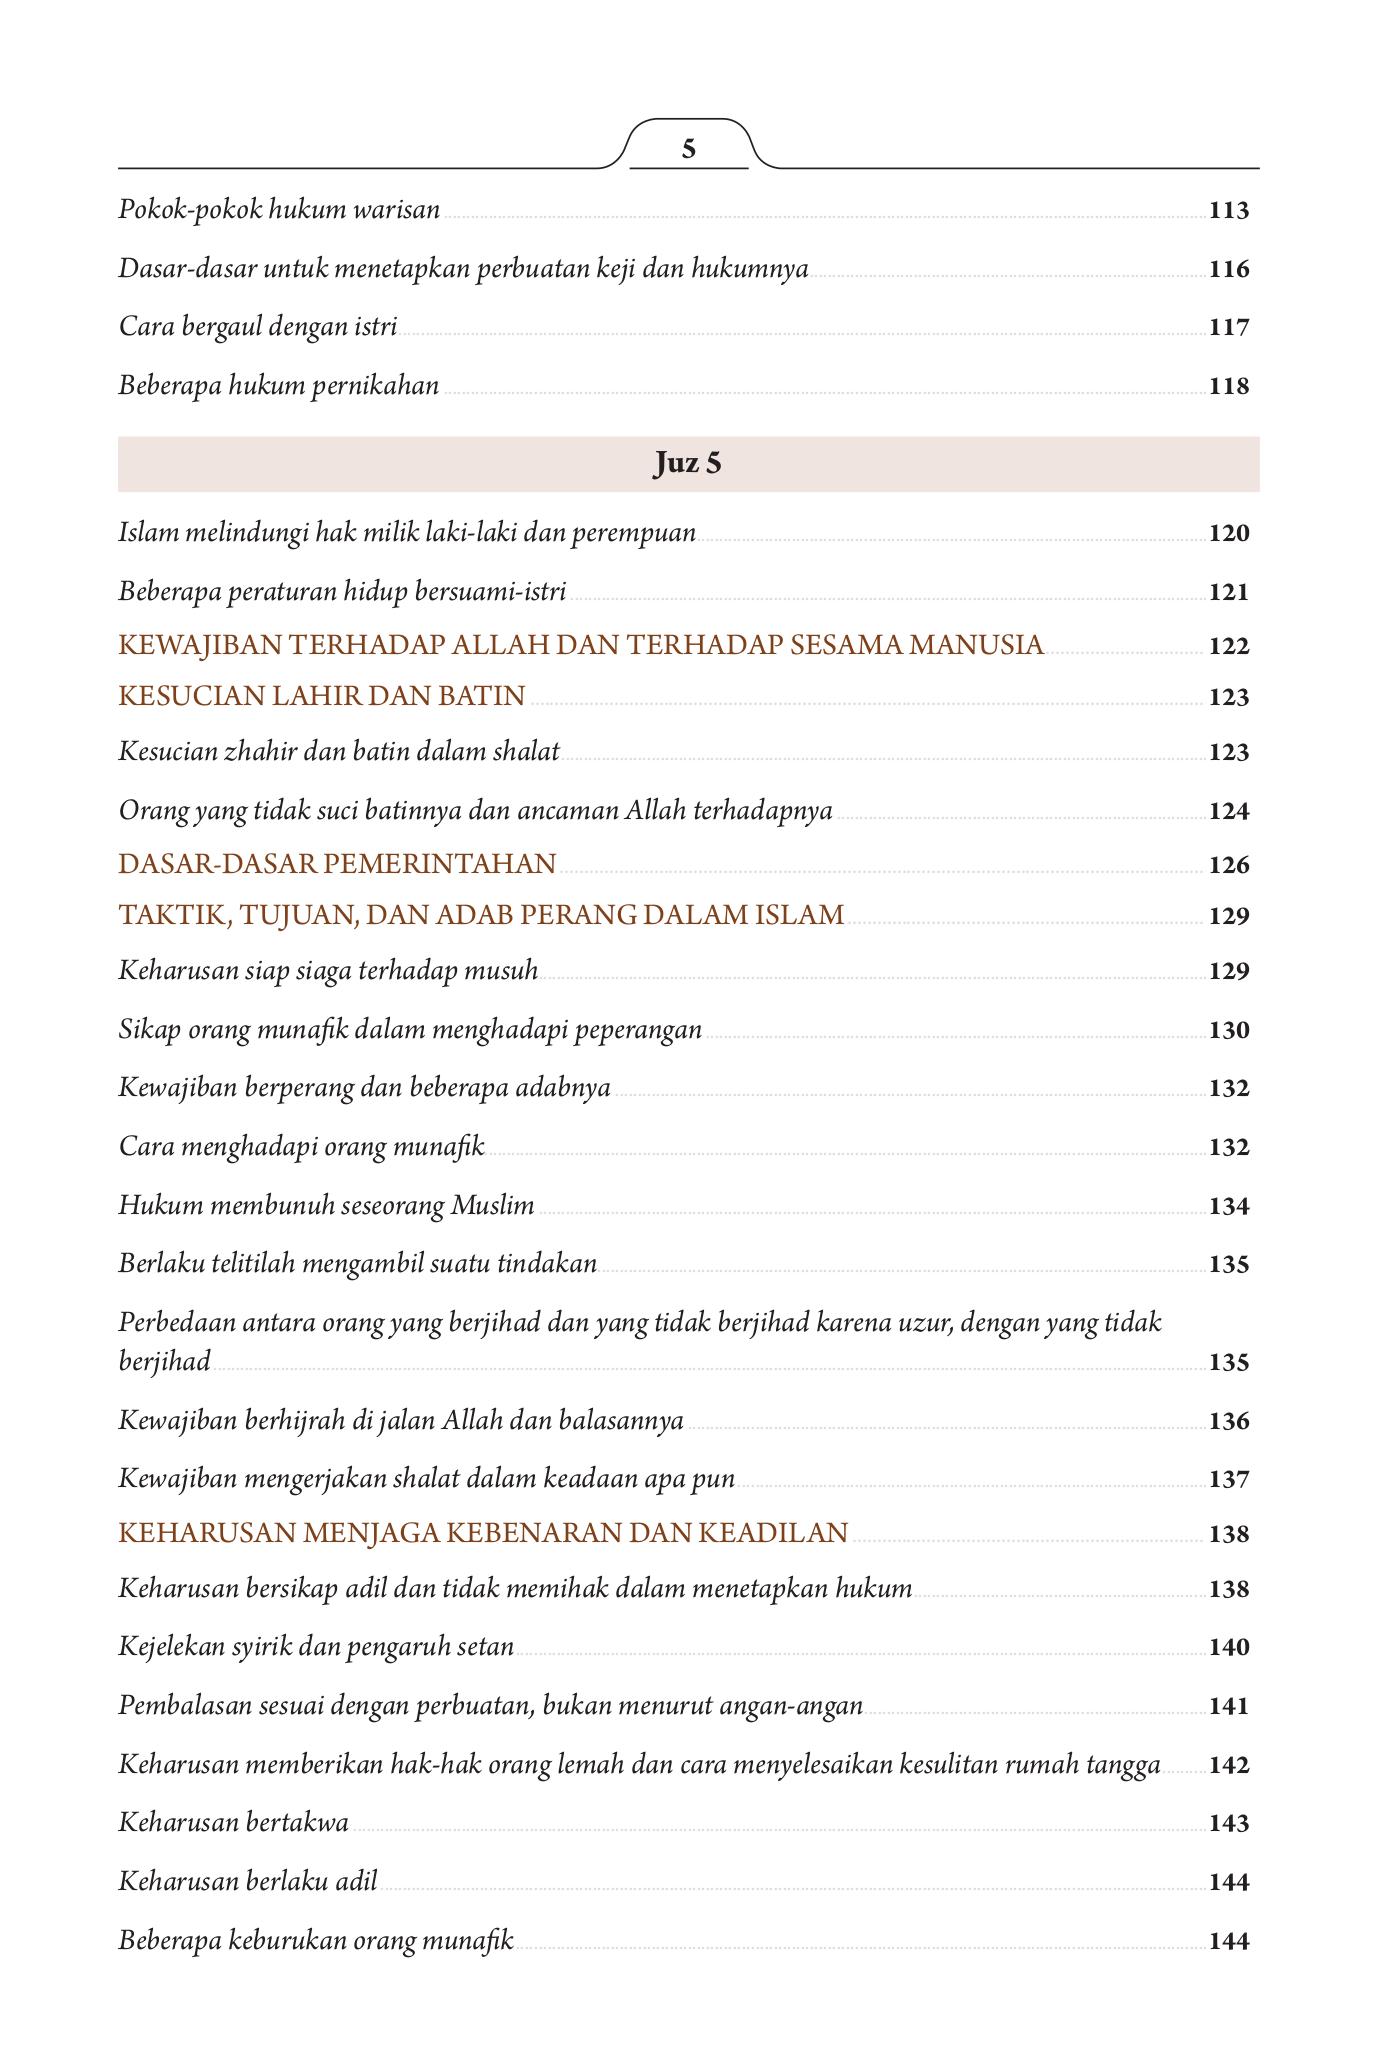 5
Pokok-pokok hukum warisan 113
Dasar-dasar untuk menetapkan perbuatan keji dan hukumnya 116
Cara bergaul dengan istri 117
Beberapa hukum pernikahan 118
Juz 5
Islam melindungi hak milik laki-laki dan perempuan 120
Beberapa peraturan hidup bersuami-istri 121
KEWAJIBAN TERHADAP ALLAH DAN TERHADAP SESAMA MANUSIA 122
KESUCIAN LAHIR DAN BATIN 123
Kesucian zhahir dan batin dalam shalat 123
Orang yang tidak suci batinnya dan ancaman Allah terhadapnya 124
DASAR-DASAR PEMERINTAHAN 126
TAKTIK, TUJUAN, DAN ADAB PERANG DALAM ISLAM 129
Keharusan siap siaga terhadap musuh 129
Sikap orang munafik dalam menghadapi peperangan 130
Kewajiban berperang dan beberapa adabnya 132
Cara menghadapi orang munafik 132
Hukum membunuh seseorang Muslim 134
Berlaku telitilah mengambil suatu tindakan 135
Perbedaan antara orang yang berjihad dan yang tidak berjihad karena uzur, dengan yang tidak
berjihad 135
Kewajiban berhijrah di jalan Allah dan balasannya 136
Kewajiban mengerjakan shalat dalam keadaan apa pun 137
KEHARUSAN MENJAGA KEBENARAN DAN KEADILAN 138
Keharusan bersikap adil dan tidak memihak dalam menetapkan hukum 138
Kejelekan syirik dan pengaruh setan 140
Pembalasan sesuai dengan perbuatan, bukan menurut angan-angan 141
Keharusan memberikan hak-hak orang lemah dan cara menyelesaikan kesulitan rumah tangga 142
Keharusan bertakwa 143
Keharusan berlaku adil 144
Beberapa keburukan orang munafik 144